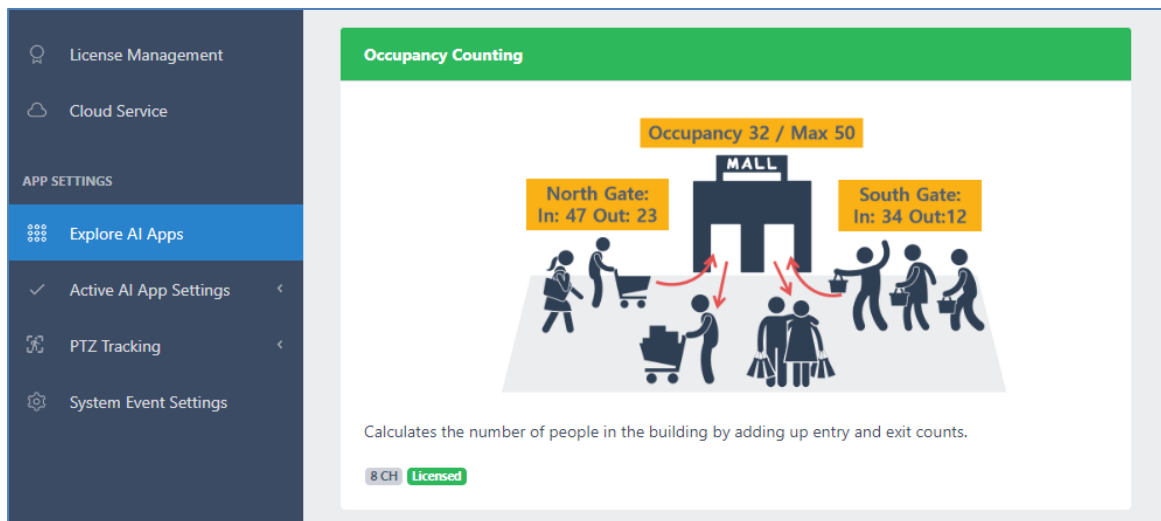 License Management
Cloud Service
APP SETTINGS
Explore AI Apps
Active AI App Settings
PTZ Tracking
System Event Settings
Occupancy Counting
Occupancy 32 / Max 50
MALL
North Gate:
In: 47 Out: 23
South Gate:
In: 34 Out:12
Calculates the number of people in the building by adding up entry and exit counts.
8 CH Licensed